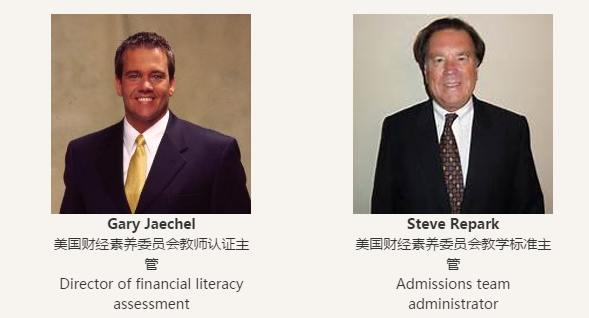 Gary Jaechel
美国财经素养委员会教师认证主
管
Director of financial literacy
assessment
Steve Repark
美国财经素养委员会教学标准主
管
Admissions team
administrator